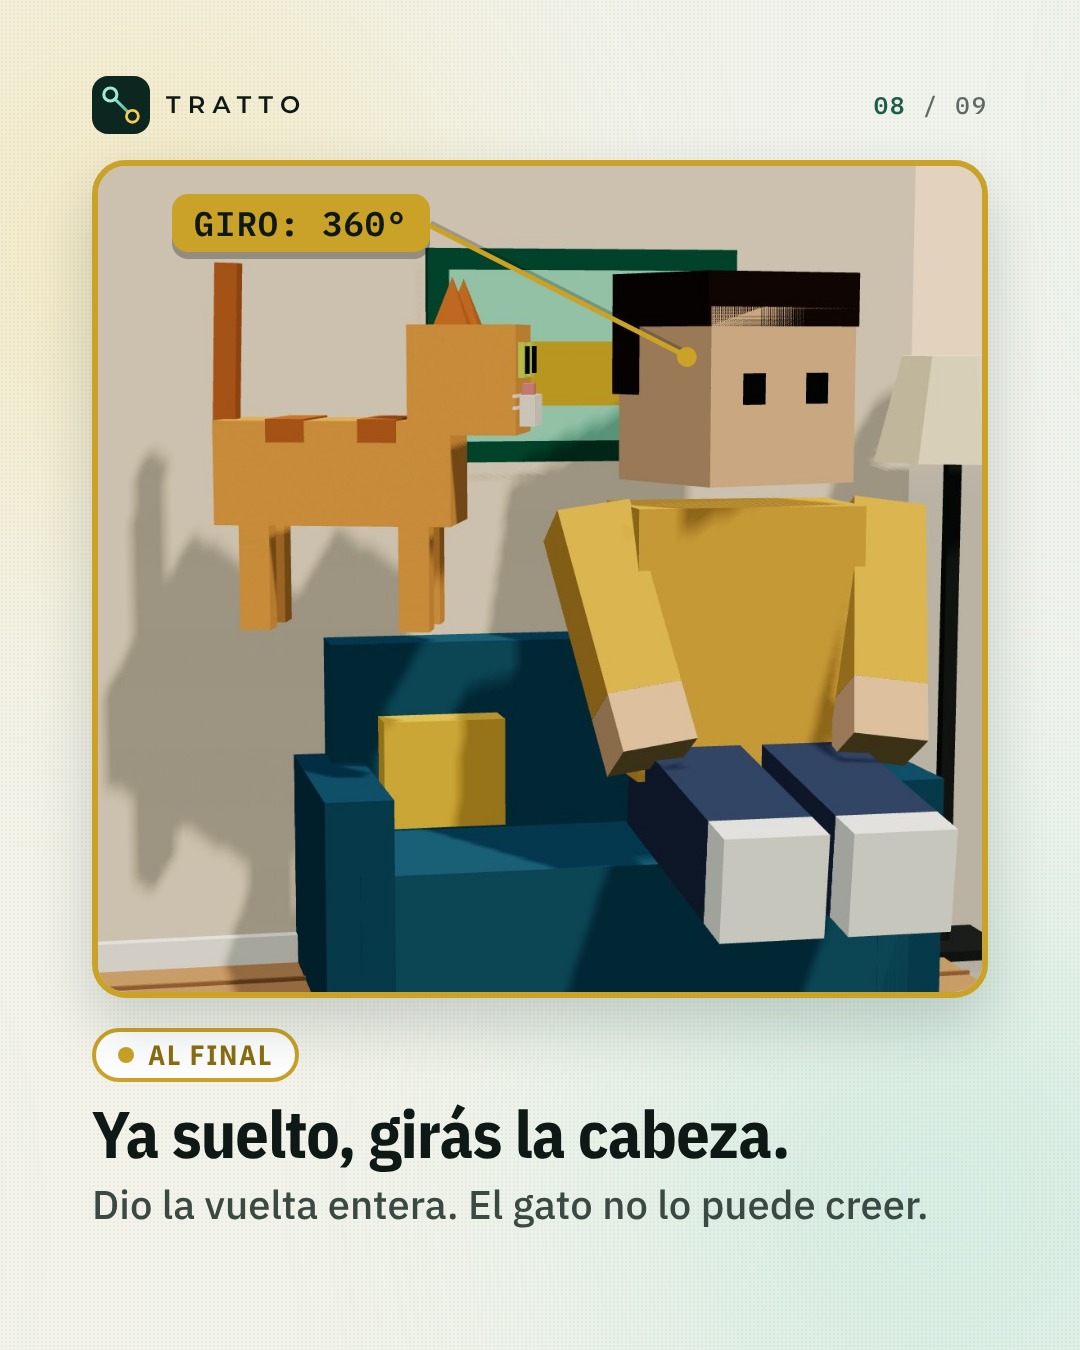 TRATTO
08 / 09
GIRO: 360°
AL FINAL
Ya suelto, girás la cabeza.
Dio la vuelta entera. El gato no lo puede creer.